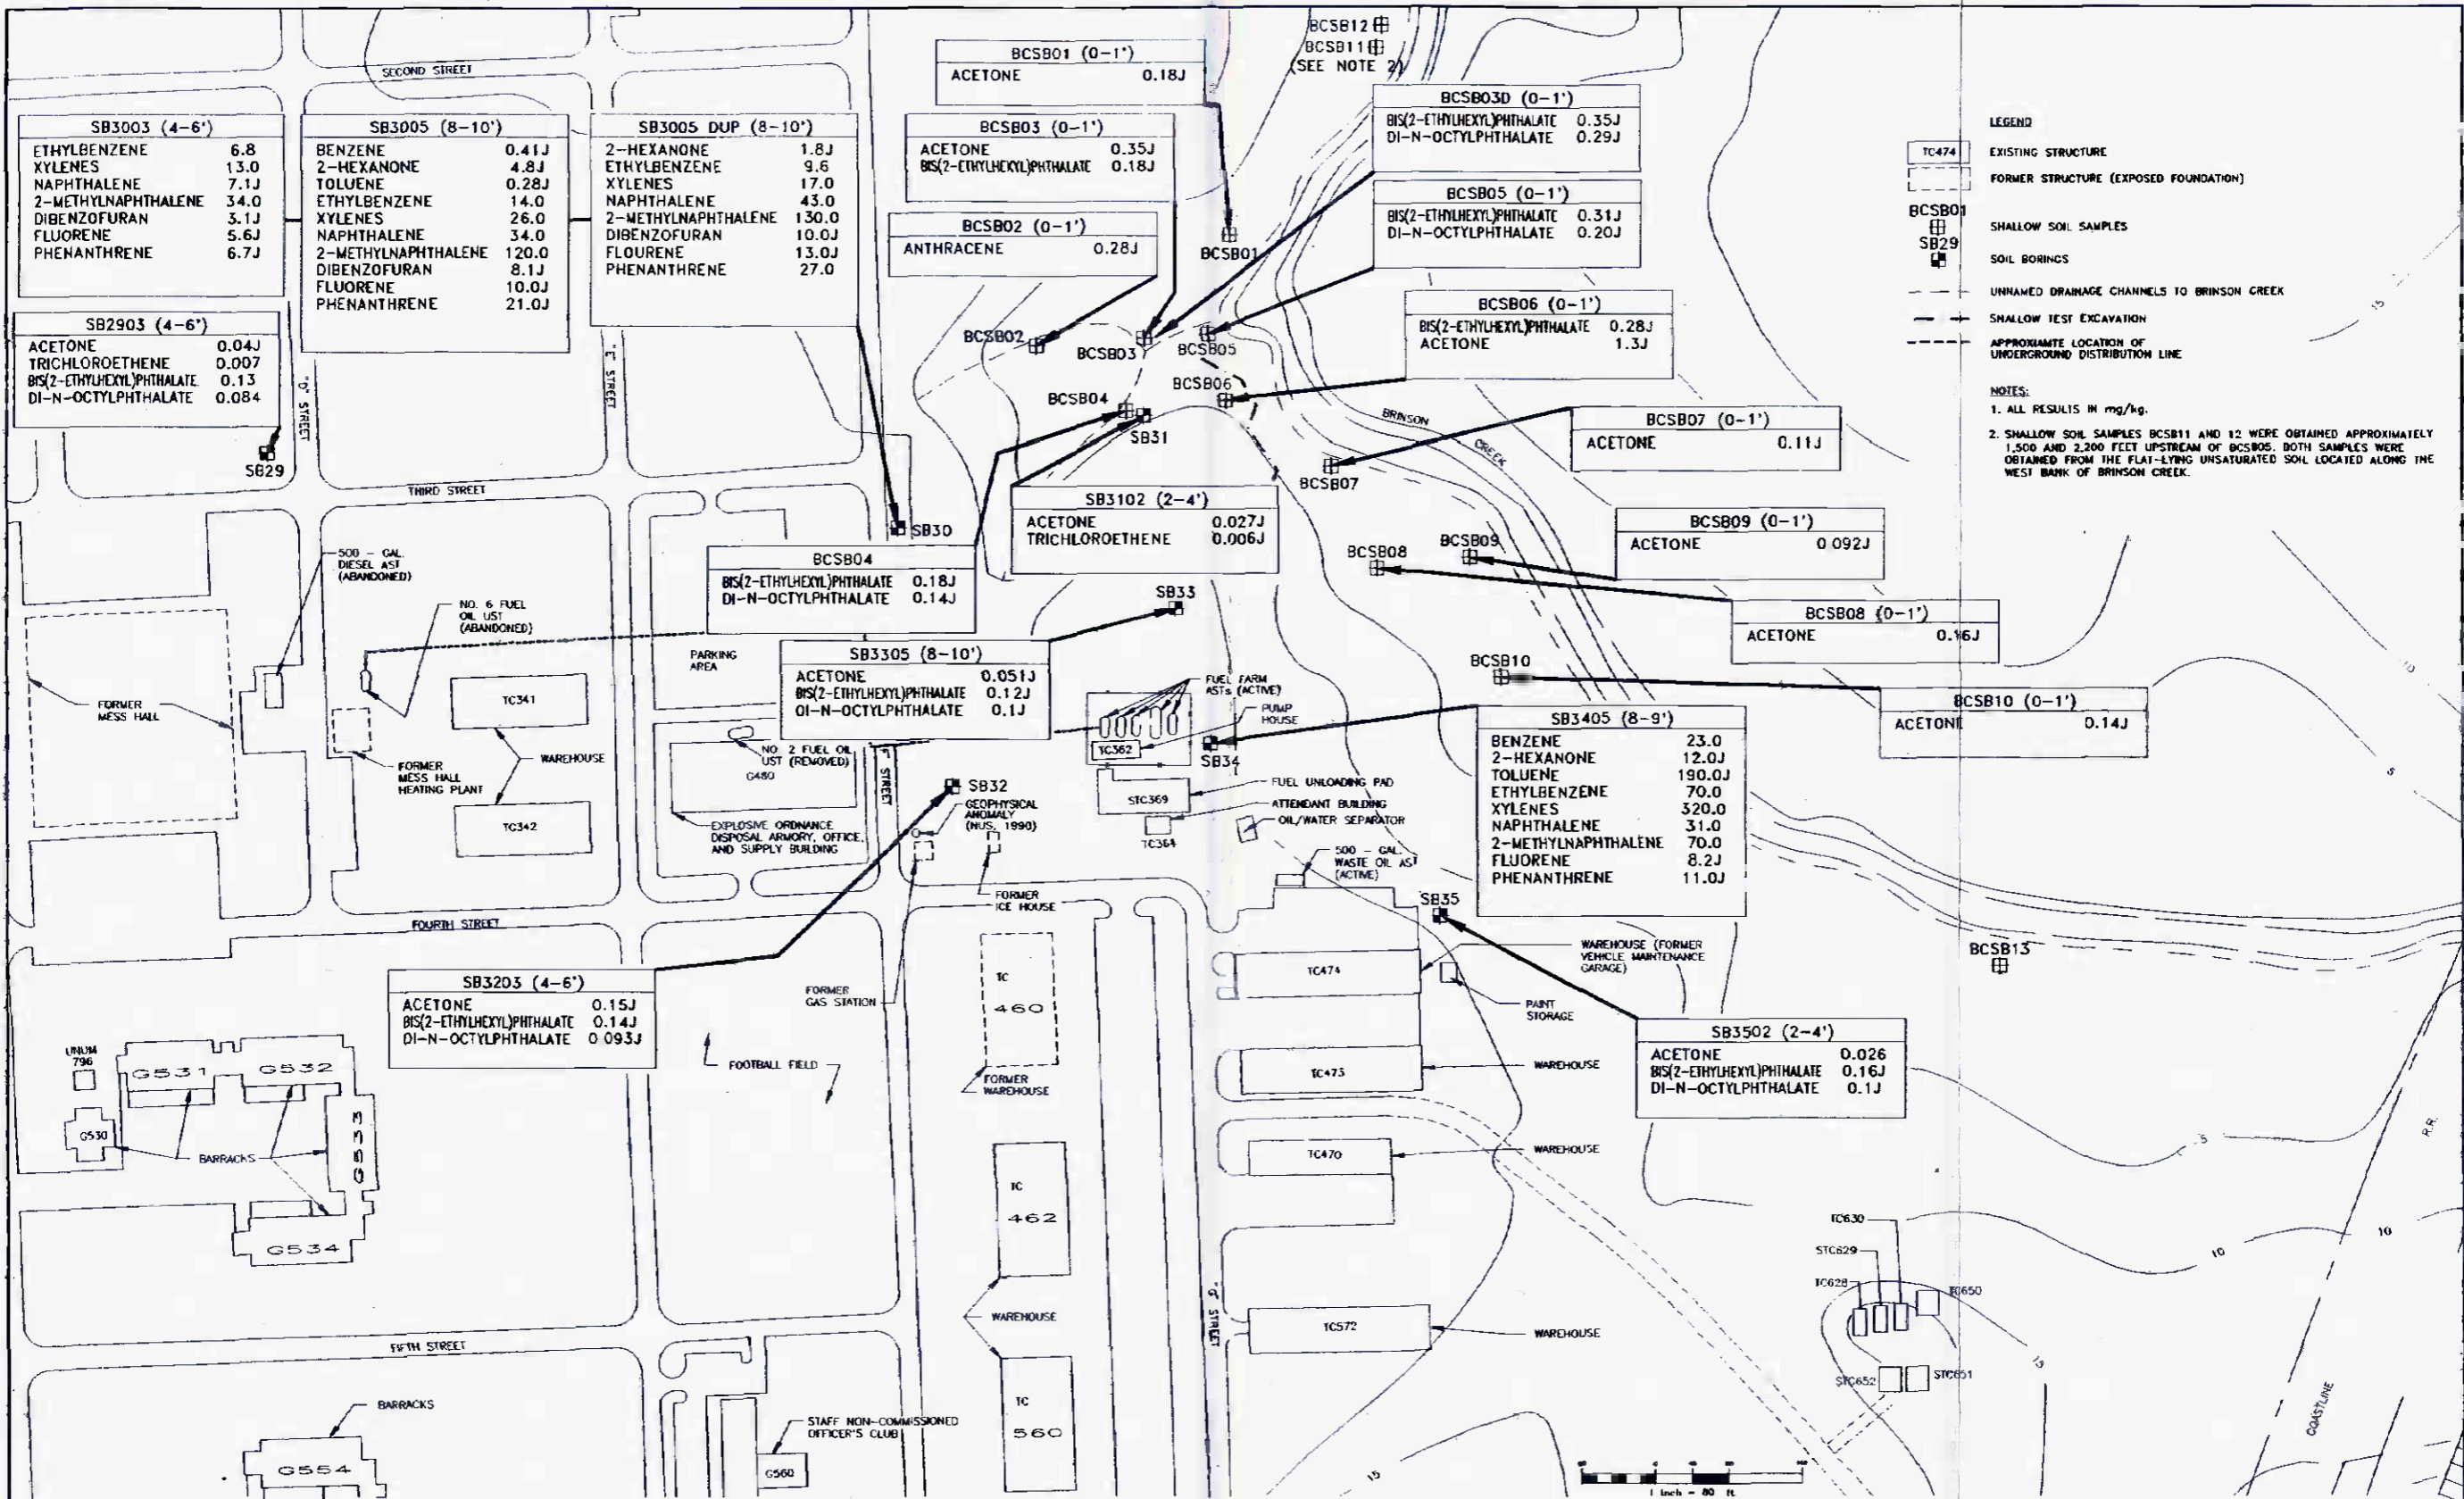 SECOND STREET
SB3003 (4-6')
ETHYLBENZENE 6.8
XYLENES 13.0
NAPHTHALENE 7.1J
2-METHYLNAPHTHALENE 34.0
DIBENZOFURAN 3.1J
FLUORENE 5.6J
PHENANTHRENE 6.7J
SB3005 (8-10')
BENZENE 0.41J
2-HEXANONE 4.8J
TOLUENE 0.28J
ETHYLBENZENE 14.0
XYLENES 26.0
NAPHTHALENE 34.0
2-METHYLNAPHTHALENE 120.0
DIBENZOFURAN 8.1J
FLUORENE 10.0J
PHENANTHRENE 21.0J
SB3005 DUP (8-10')
2-HEXANONE 1.8J
ETHYLBENZENE 9.6
XYLENES 17.0
NAPHTHALENE 43.0
2-METHYLNAPHTHALENE 130.0
DIBENZOFURAN 10.0J
FLOURENE 13.0J
PHENANTHRENE 27.0
SB2903 (4-6')
ACETONE 0.04J
TRICHLOROETHENE 0.007
BIS(2-ETHYLHEXYL)PHTHALATE 0.13
DI-N-OCTYLPHTHALATE 0.084
BCSB01 (0-1')
ACETONE 0.18J
BCSB03 (0-1')
ACETONE 0.35J
BIS(2-ETHYLHEXYL)PHTHALATE 0.18J
BCSB02 (0-1')
ANTHRACENE 0.28J
BCSB12
BCSB11
(SEE NOTE 2)
BCSB03D (0-1')
BIS(2-ETHYLHEXYL)PHTHALATE 0.35J
DI-N-OCTYLPHTHALATE 0.29J
BCSB05 (0-1')
BIS(2-ETHYLHEXYL)PHTHALATE 0.31J
DI-N-OCTYLPHTHALATE 0.20J
BCSB06 (0-1')
BIS(2-ETHYLHEXYL)PHTHALATE 0.28J
ACETONE 1.3J
BCSB07 (0-1')
ACETONE 0.11J
BCSB09 (0-1')
ACETONE 0.092J
BCSB08 (0-1')
ACETONE 0.16J
BCSB10 (0-1')
ACETONE 0.14J
LEGEND
TC474 EXISTING STRUCTURE
FORMER STRUCTURE (EXPOSED FOUNDATION)
BCSB01
SHALLOW SOIL SAMPLES
SB29
SOIL BORINGS
UNNAMED DRAINAGE CHANNELS TO BRINSON CREEK
SHALLOW TEST EXCAVATION
APPROXIAMTE LOCATION OF
UNDERGROUND DISTRIBUTION LINE
NOTES:
1. ALL RESULTS IN mg/kg.
2. SHALLOW SOIL SAMPLES BCSB11 AND 12 WERE OBTAINED APPROXIMATELY
1,500 AND 2,200 FEET UPSTREAM OF BCSB05. BOTH SAMPLES WERE
OBTAINED FROM THE FLAT-LYING UNSATURATED SOIL LOCATED ALONG THE
WEST BANK OF BRINSON CREEK.
BCSB01
BCSB02
BCSB03
BCSB05
BCSB06
BCSB04
SB31
BCSB07
BCSB08
BCSB09
BCSB10
BCSB13
BRINSON
CREEK
"D" STREET
"E" STREET
SB29
THIRD STREET
SB30
SB3102 (2-4')
ACETONE 0.027J
TRICHLOROETHENE 0.006J
BCSB04
BIS(2-ETHYLHEXYL)PHTHALATE 0.18J
DI-N-OCTYLPHTHALATE 0.14J
SB33
SB3305 (8-10')
ACETONE 0.051J
BIS(2-ETHYLHEXYL)PHTHALATE 0.12J
DI-N-OCTYLPHTHALATE 0.1J
500 - GAL.
DIESEL AST
(ABANDONED)
NO. 6 FUEL
OIL UST
(ABANDONED)
PARKING
AREA
FORMER
MESS HALL
TC341
WAREHOUSE
TC342
FORMER
MESS HALL
HEATING PLANT
NO. 2 FUEL OIL
UST (REMOVED)
G480
"F" STREET
EXPLOSIVE ORDNANCE
DISPOSAL ARMORY, OFFICE,
AND SUPPLY BUILDING
SB32
GEOPHYSICAL
ANOMALY
(NUS, 1990)
FUEL FARM
ASTs (ACTIVE)
PUMP
HOUSE
TC362
SB34
FUEL UNLOADING PAD
STC369
ATTENDANT BUILDING
OIL/WATER SEPARATOR
TC364
500 - GAL.
WASTE OIL AST
(ACTIVE)
SB3405 (8-9')
BENZENE 23.0
2-HEXANONE 12.0J
TOLUENE 190.0J
ETHYLBENZENE 70.0
XYLENES 320.0
NAPHTHALENE 31.0
2-METHYLNAPHTHALENE 70.0
FLUORENE 8.2J
PHENANTHRENE 11.0J
SB35
FORMER
ICE HOUSE
FOURTH STREET
SB3203 (4-6')
ACETONE 0.15J
BIS(2-ETHYLHEXYL)PHTHALATE 0.14J
DI-N-OCTYLPHTHALATE 0.093J
FORMER
GAS STATION
TC
460
FORMER
WAREHOUSE
FOOTBALL FIELD
TC474
WAREHOUSE (FORMER
VEHICLE MAINTENANCE
GARAGE)
PAINT
STORAGE
SB3502 (2-4')
ACETONE 0.026
BIS(2-ETHYLHEXYL)PHTHALATE 0.16J
DI-N-OCTYLPHTHALATE 0.1J
TC473
WAREHOUSE
TC470
WAREHOUSE
UNUM
796
G531
G532
G530
G533
BARRACKS
G534
TC
462
WAREHOUSE
"G" STREET
TC572
WAREHOUSE
TC630
STC629
TC628
TC650
STC652
STC651
FIFTH STREET
BARRACKS
G554
STAFF NON-COMMISSIONED
OFFICER'S CLUB
G560
TC
560
15
10
5
5
10
10
15
15
R.R.
COASTLINE
1 inch = 80 ft.